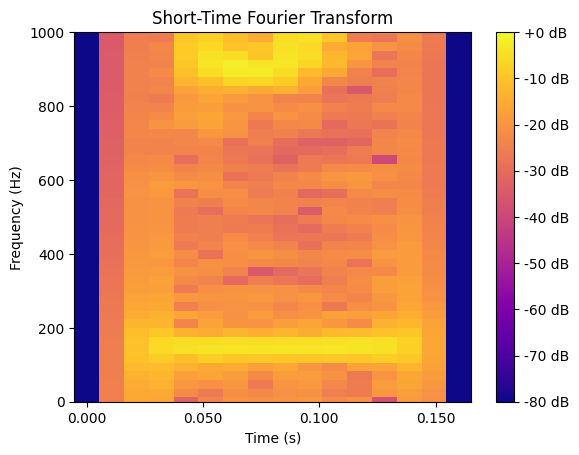 Short-Time Fourier Transform
1000
800
600
400
200
0
Frequency (Hz)
0.000
0.050
0.100
0.150
Time (s)
+0 dB
-10 dB
-20 dB
-30 dB
-40 dB
-50 dB
-60 dB
-70 dB
-80 dB